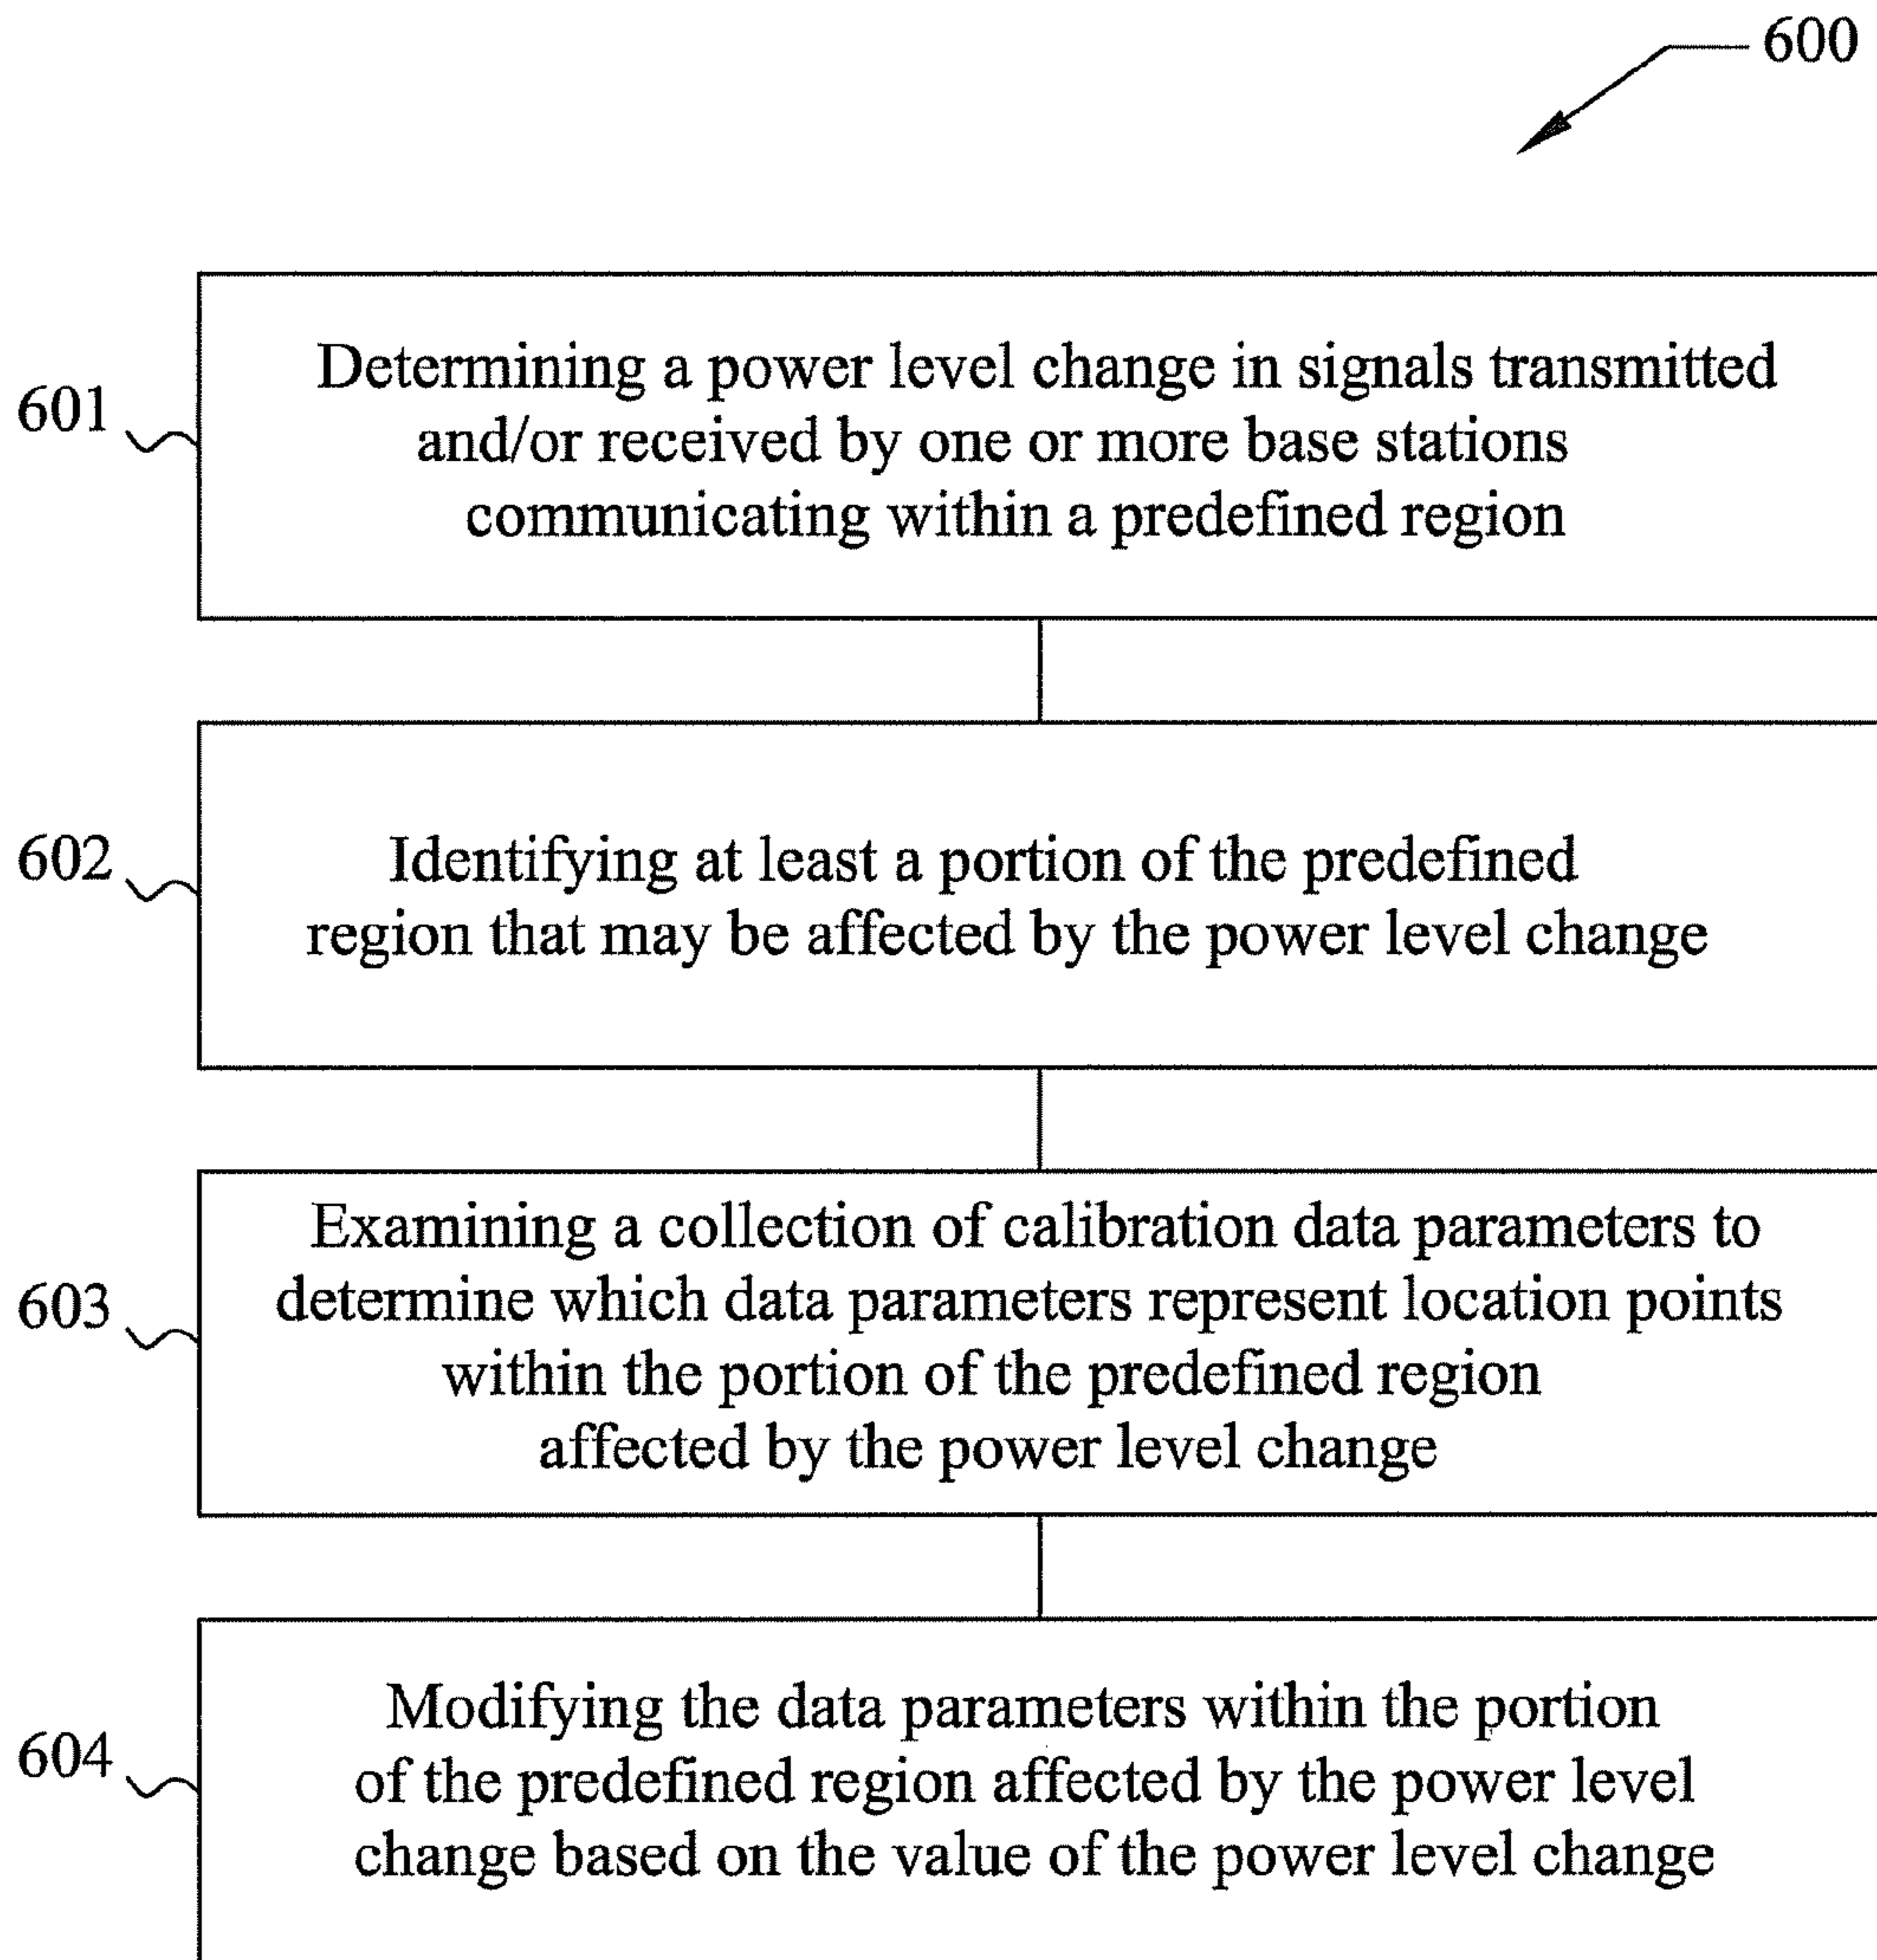 600
601
Determining a power level change in signals transmitted
and/or received by one or more base stations
communicating within a predefined region
602
Identifying at least a portion of the predefined
region that may be affected by the power level change
603
Examining a collection of calibration data parameters to
determine which data parameters represent location points
within the portion of the predefined region
affected by the power level change
604
Modifying the data parameters within the portion
of the predefined region affected by the power level
change based on the value of the power level change